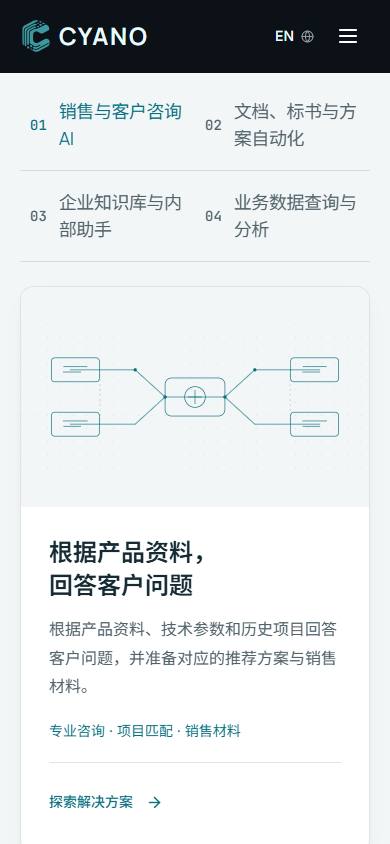 CYANO
EN
01 销售与客户咨询
AI
02 文档、标书与方
案自动化
03 企业知识库与内
部助手
04 业务数据查询与
分析
根据产品资料，
回答客户问题
根据产品资料、技术参数和历史项目回答
客户问题，并准备对应的推荐方案与销售
材料。
专业咨询 · 项目匹配 · 销售材料
探索解决方案